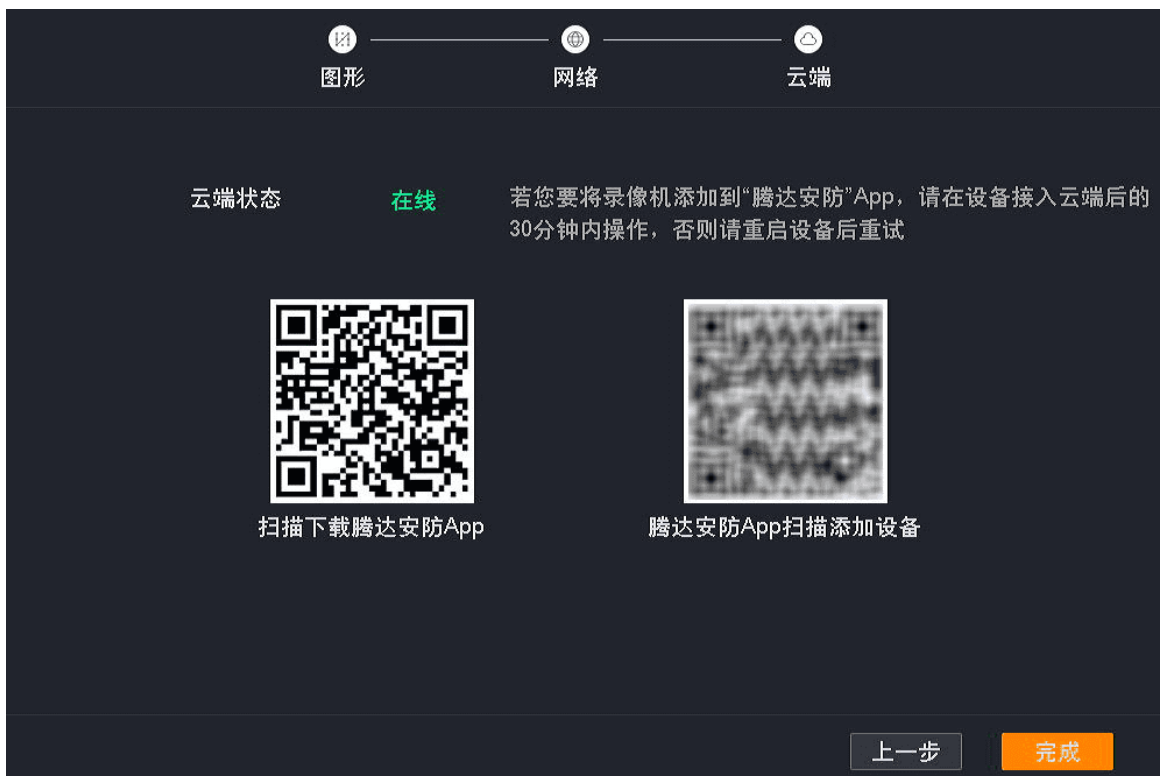 图形
网络
云端
云端状态
在线
若您要将录像机添加到“腾达安防”App，请在设备接入云端后的
30分钟内操作，否则请重启设备后重试
扫描下载腾达安防App
腾达安防App扫描添加设备
上一步
完成